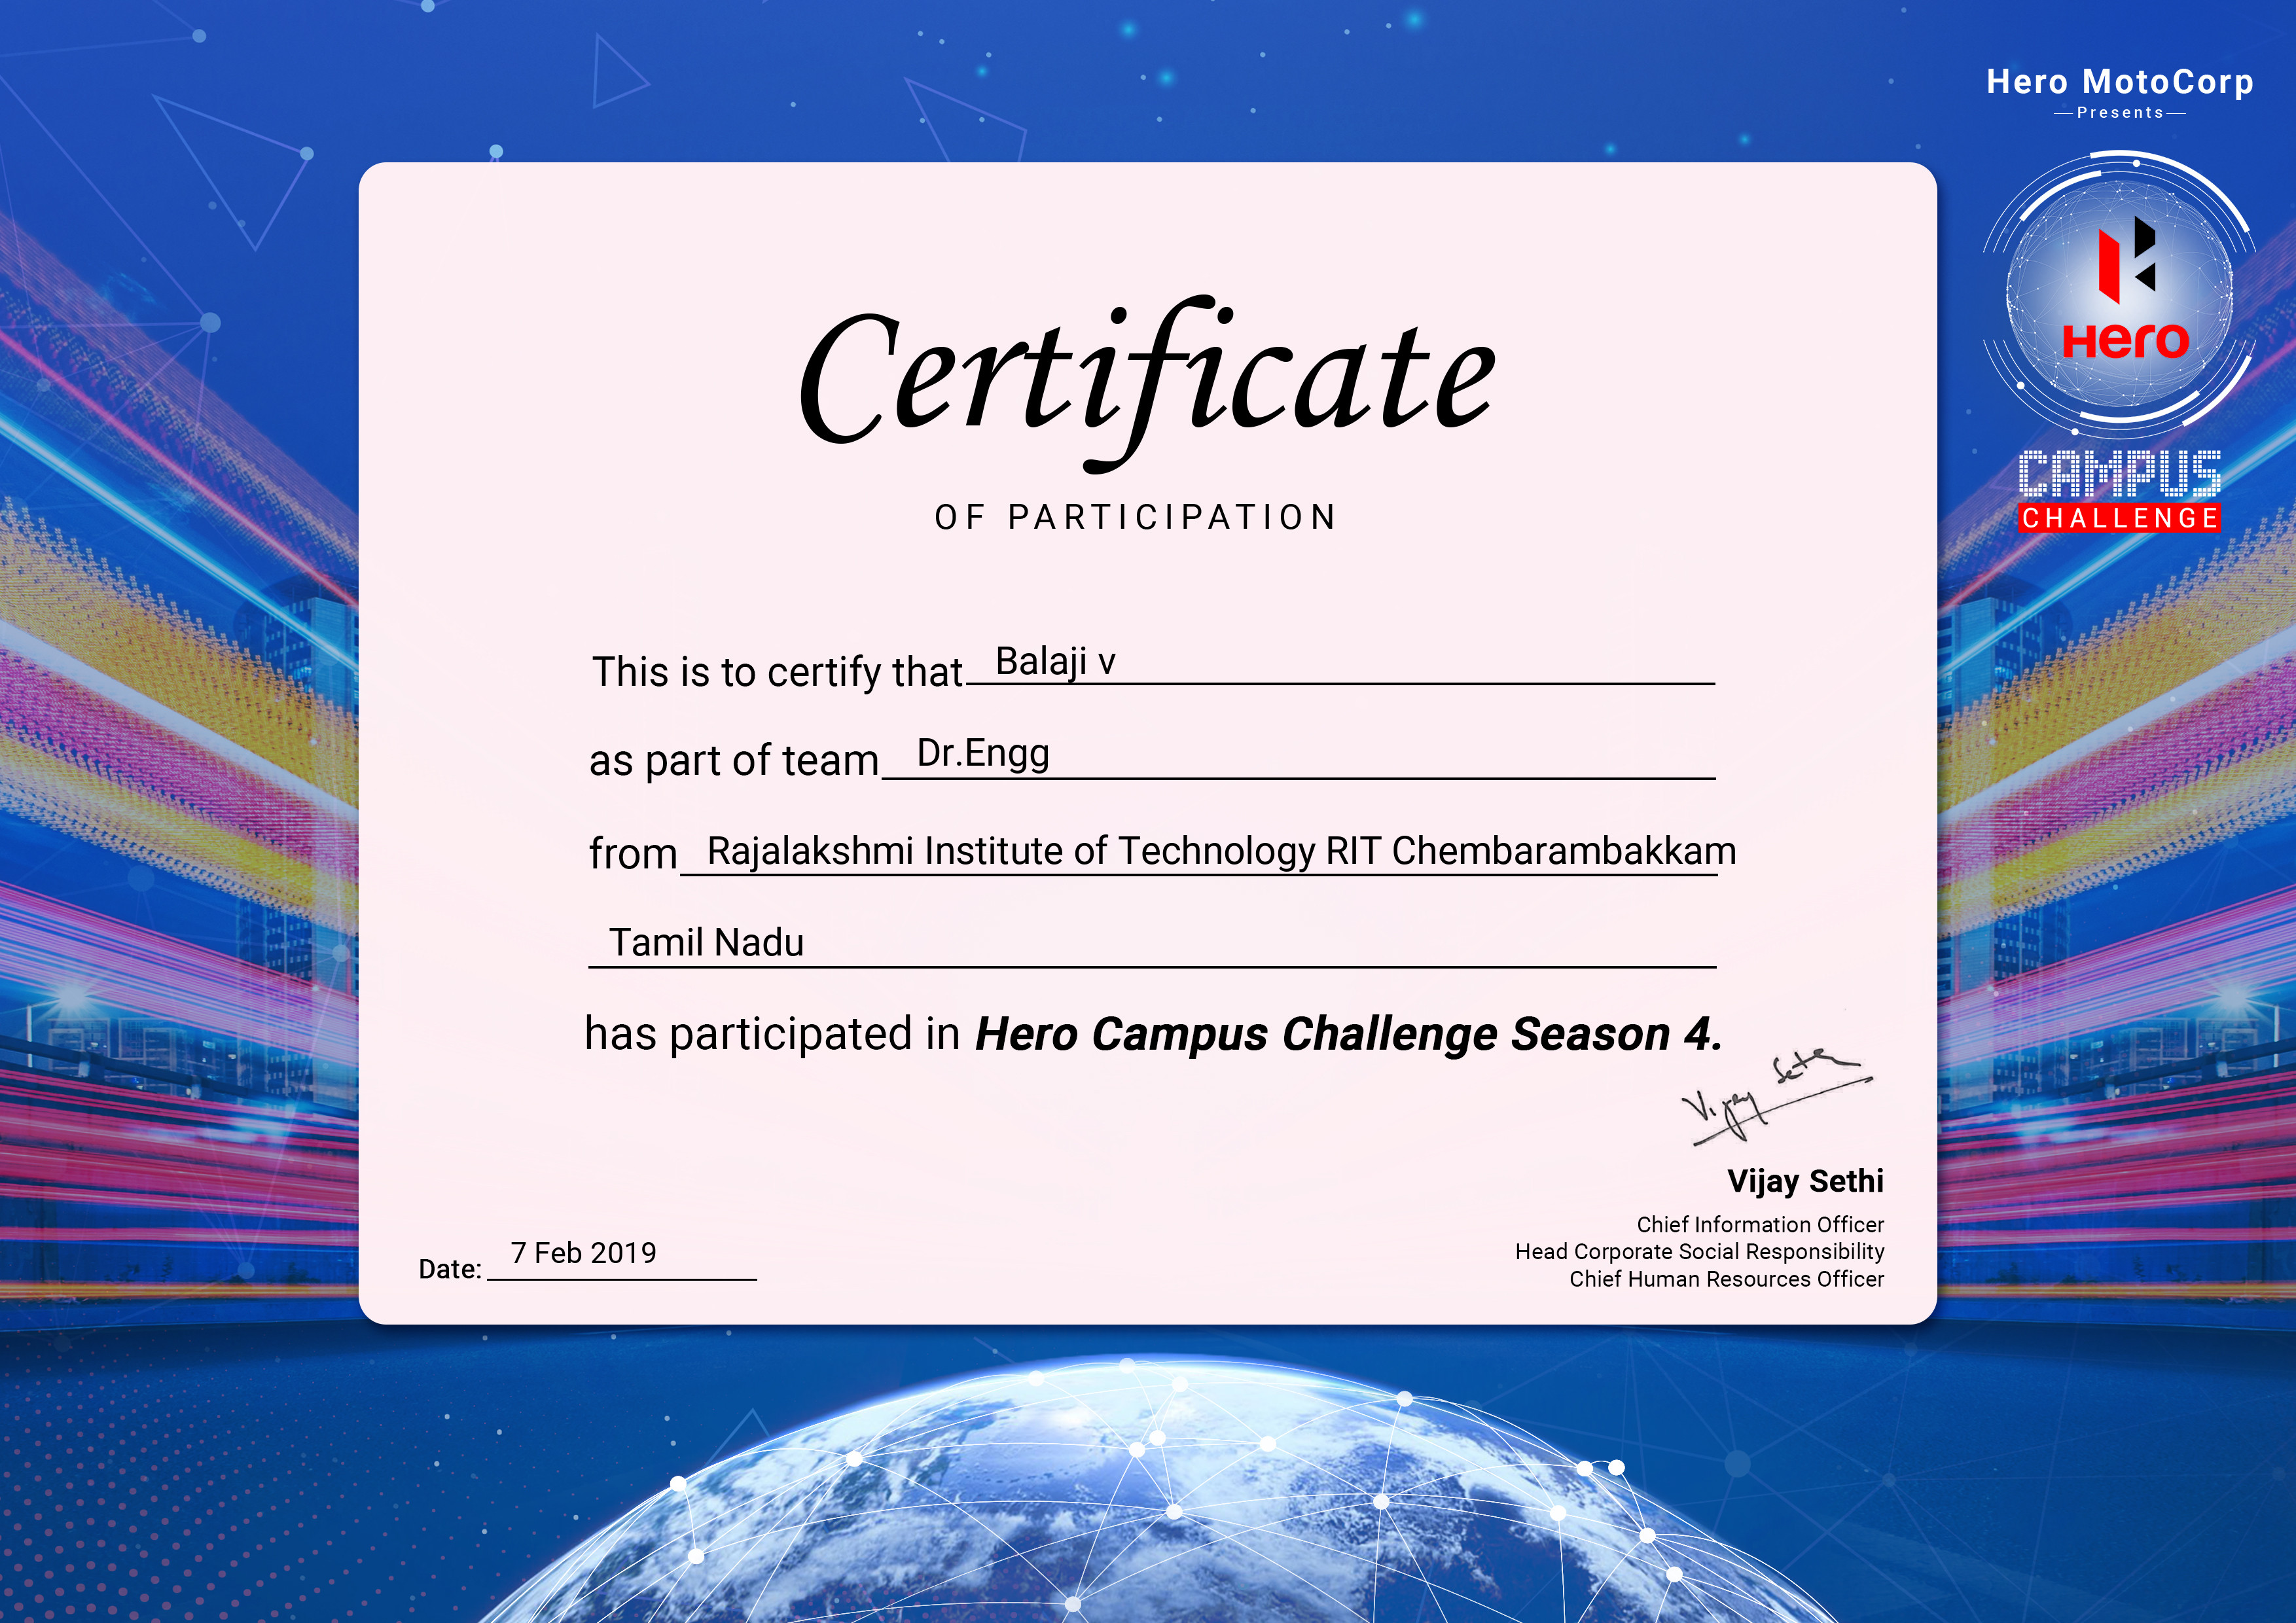 Hero MotoCorp
Presents
Hero
CAMPUS
CHALLENGE
Certificate
OF PARTICIPATION
This is to certify that Balaji v
as part of team Dr.Engg
from Rajalakshmi Institute of Technology RIT Chembarambakkam
Tamil Nadu
has participated in Hero Campus Challenge Season 4.
Vijay Sethi
Vijay Sethi
Chief Information Officer
Head Corporate Social Responsibility
Chief Human Resources Officer
Date: 7 Feb 2019